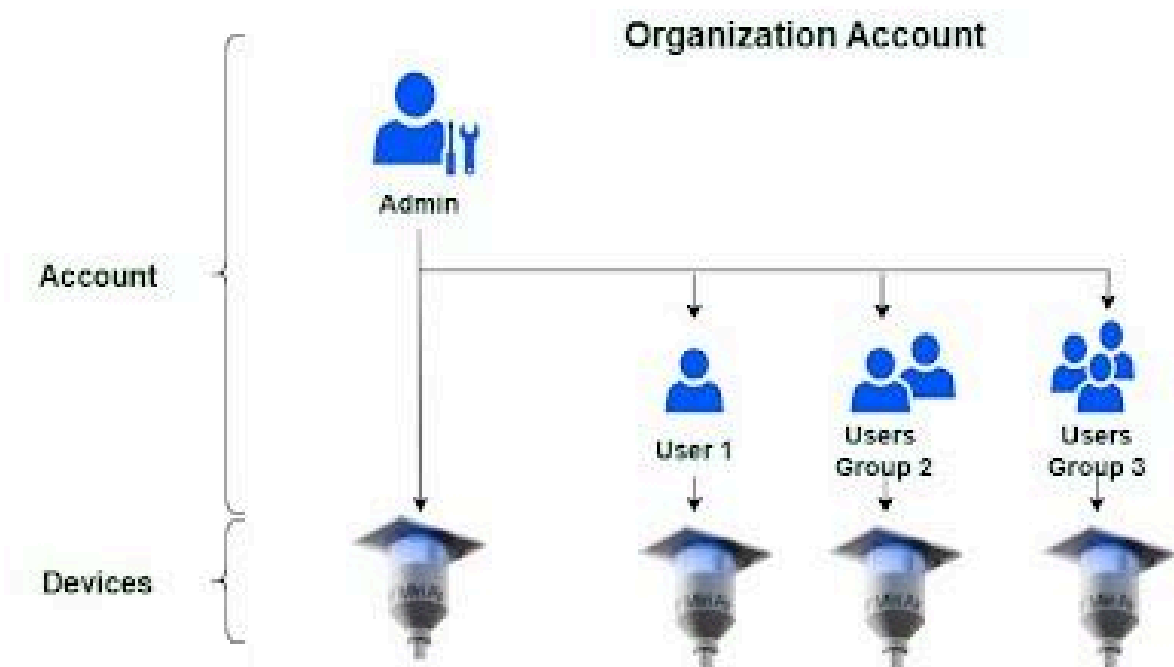 Organization Account
Admin
Account
User 1
Users
Group 2
Users
Group 3
Devices